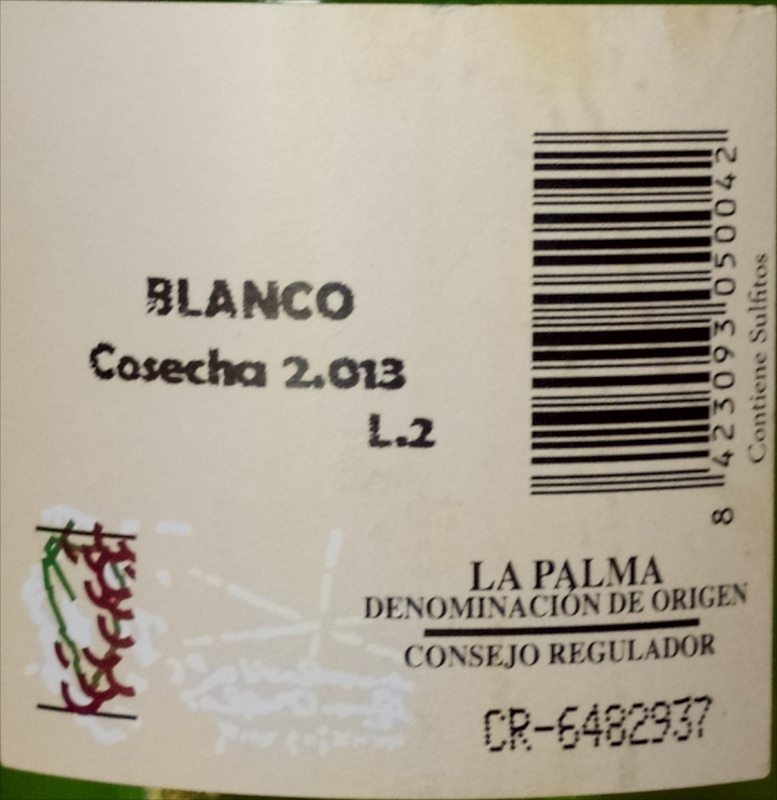 BLANCO
Cosecha 2.013
L.2
8 423093 050042
Contiene Sulfitos
LA PALMA
DENOMINACIÓN DE ORIGEN
CONSEJO REGULADOR
CR-6482937